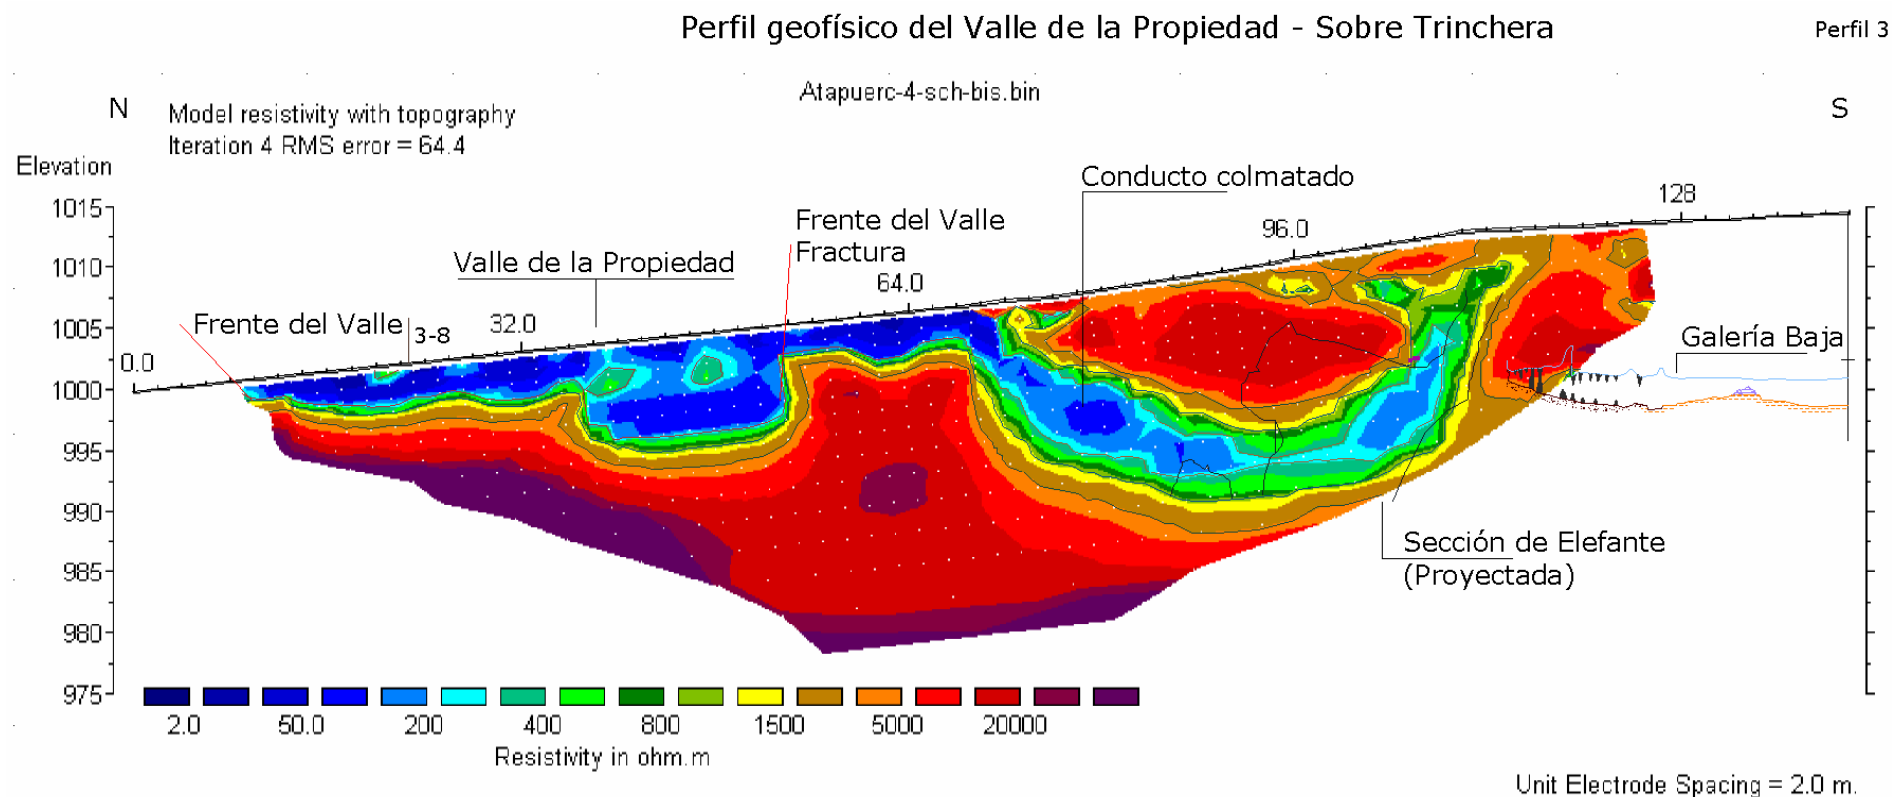 Perfil geofísico del Valle de la Propiedad - Sobre Trinchera
Perfil 3
Atapuerc-4-sch-bis.bin
N
S
Model resistivity with topography
Iteration 4 RMS error = 64.4
Elevation
1015
1010
1005
1000
995
990
985
980
975
0.0
32.0
64.0
96.0
128
Frente del Valle
3-8
Valle de la Propiedad
Frente del Valle
Fractura
Conducto colmatado
Galería Baja
Sección de Elefante
(Proyectada)
2.0
50.0
200
400
800
1500
5000
20000
Resistivity in ohm.m
Unit Electrode Spacing = 2.0 m.